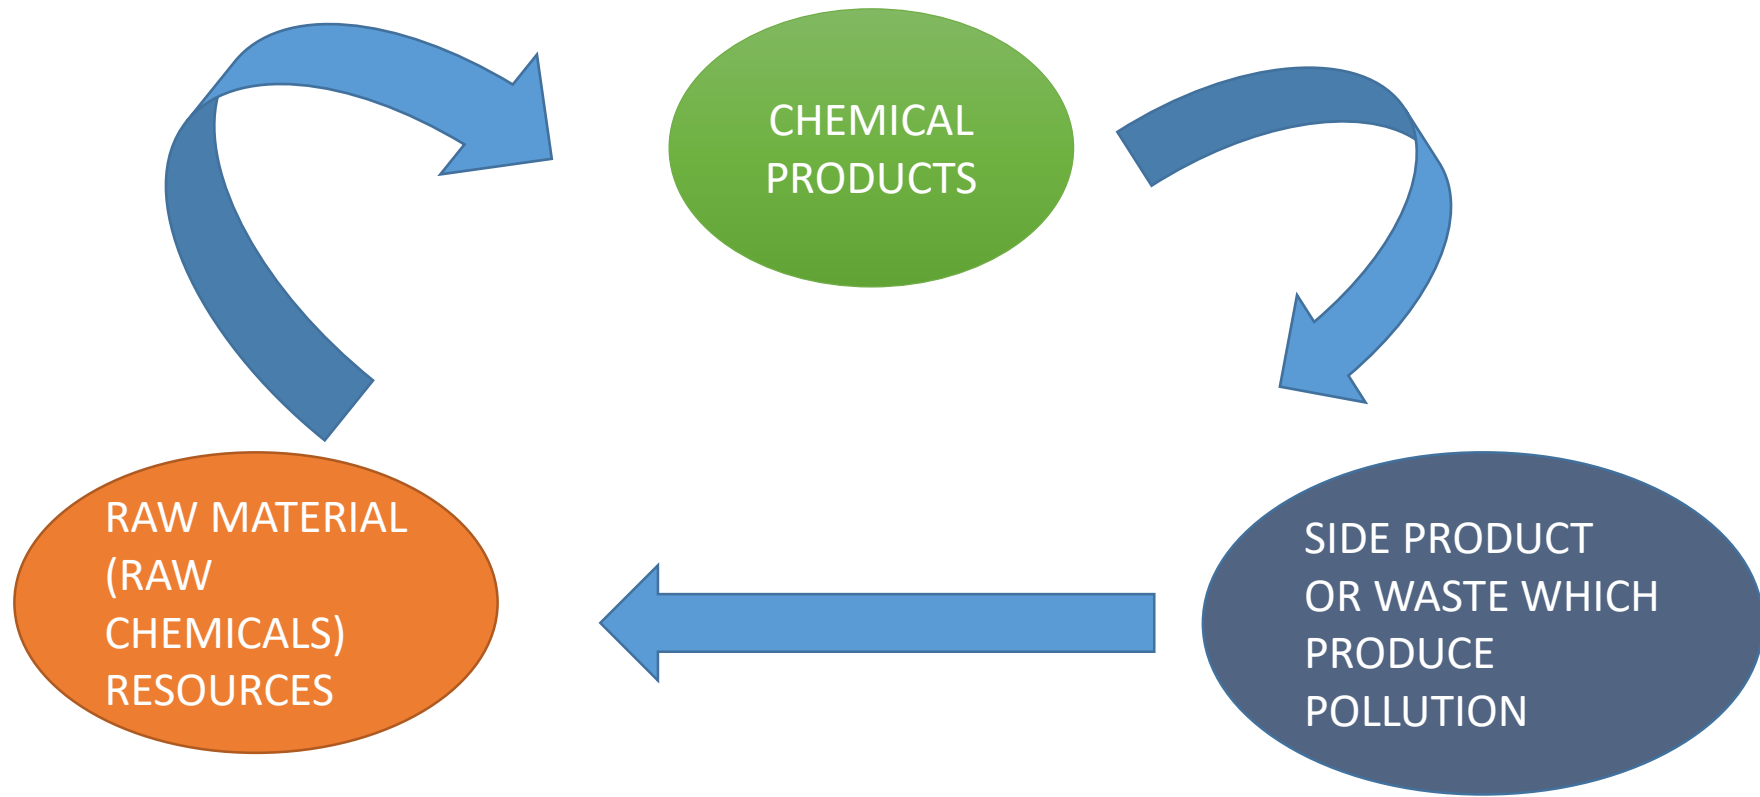 CHEMICAL
PRODUCTS
RAW MATERIAL
(RAW
CHEMICALS)
RESOURCES
SIDE PRODUCT
OR WASTE WHICH
PRODUCE
POLLUTION